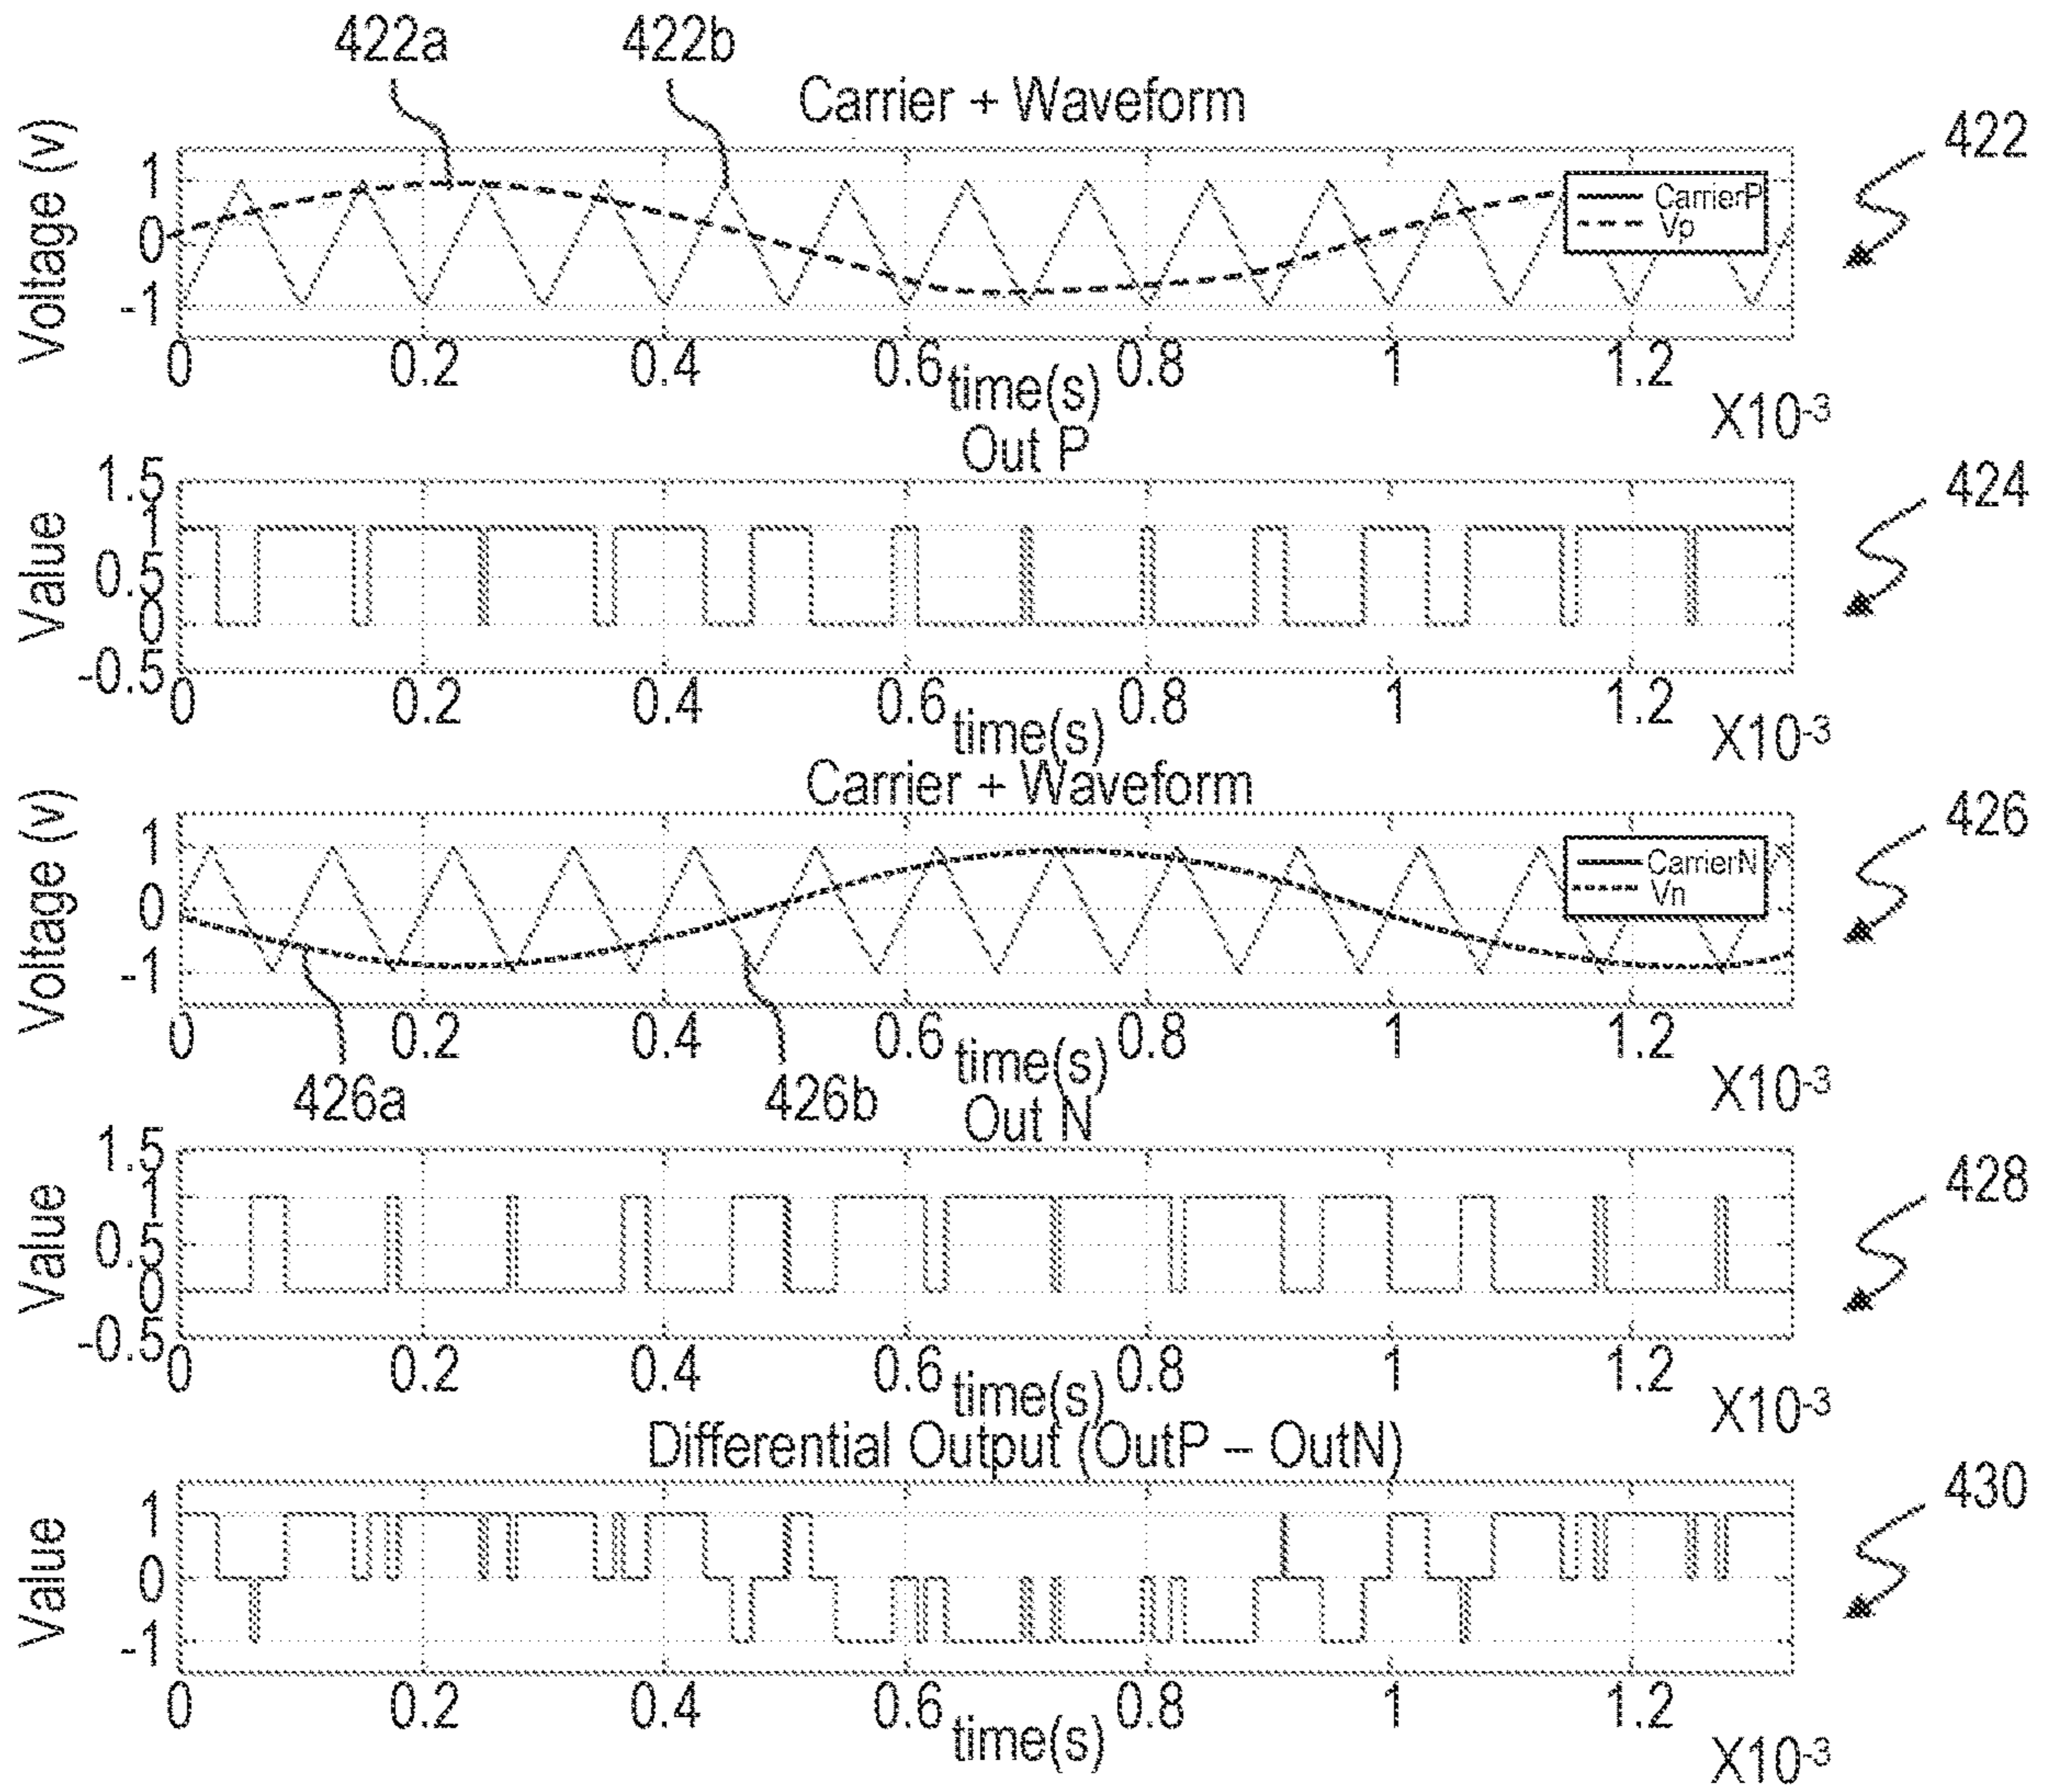 422a 422b
Carrier + Waveform
422
Voltage (v)
1
0
-1
CarrierP
Vp
0 0.2 0.4 0.6 0.8 1 1.2
time(s)
X10-3
Out P
424
Value
1.5
1
0.5
0
-0.5
0 0.2 0.4 0.6 0.8 1 1.2
time(s)
X10-3
Carrier + Waveform
426
Voltage (v)
1
0
-1
CarrierN
Vn
0 0.2 0.4 0.6 0.8 1 1.2
time(s)
X10-3
426a 426b
Out N
428
Value
1.5
1
0.5
0
-0.5
0 0.2 0.4 0.6 0.8 1 1.2
time(s)
X10-3
Differential Output (OutP – OutN)
430
Value
1
0
-1
0 0.2 0.4 0.6 0.8 1 1.2
time(s)
X10-3